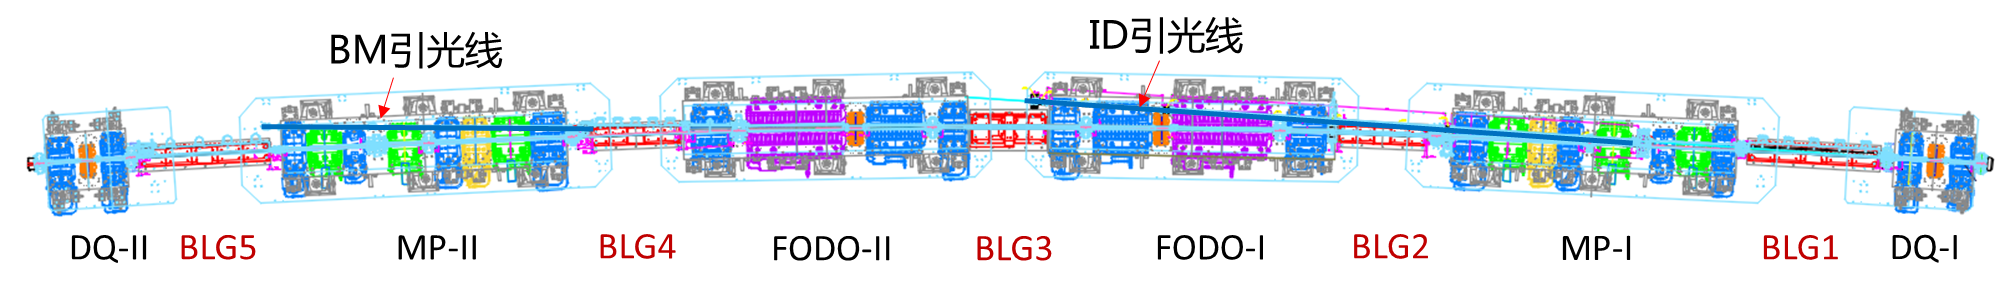 BM引光线
ID引光线
DQ-II BLG5 MP-II BLG4 FODO-II BLG3 FODO-I BLG2 MP-I BLG1 DQ-I